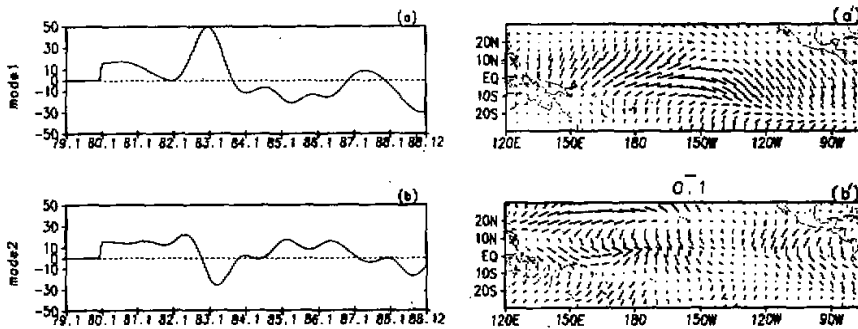 (a)
50
30
10
0
-10
-30
-50
mode1
79.1 80.1 81.1 82.1 83.1 84.1 85.1 86.1 87.1 88.1 88.12
(a')
20N
10N
EQ
10S
20S
120E 150E 180 150W 120W 90W
0.1
(b)
50
30
10
0
-10
-30
-50
mode2
79.1 80.1 81.1 82.1 83.1 84.1 85.1 86.1 87.1 88.1 88.12
(b')
20N
10N
EQ
10S
20S
120E 150E 180 150W 120W 90W